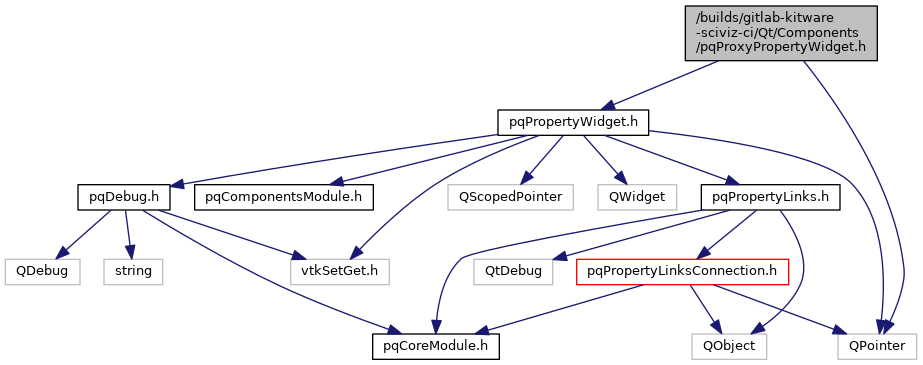 /builds/gitlab-kitware
-sciviz-ci/Qt/Components
/pqProxyPropertyWidget.h
pqPropertyWidget.h
pqDebug.h
pqComponentsModule.h
QScopedPointer
QWidget
pqPropertyLinks.h
QDebug
string
vtkSetGet.h
QtDebug
pqPropertyLinksConnection.h
pqCoreModule.h
QObject
QPointer